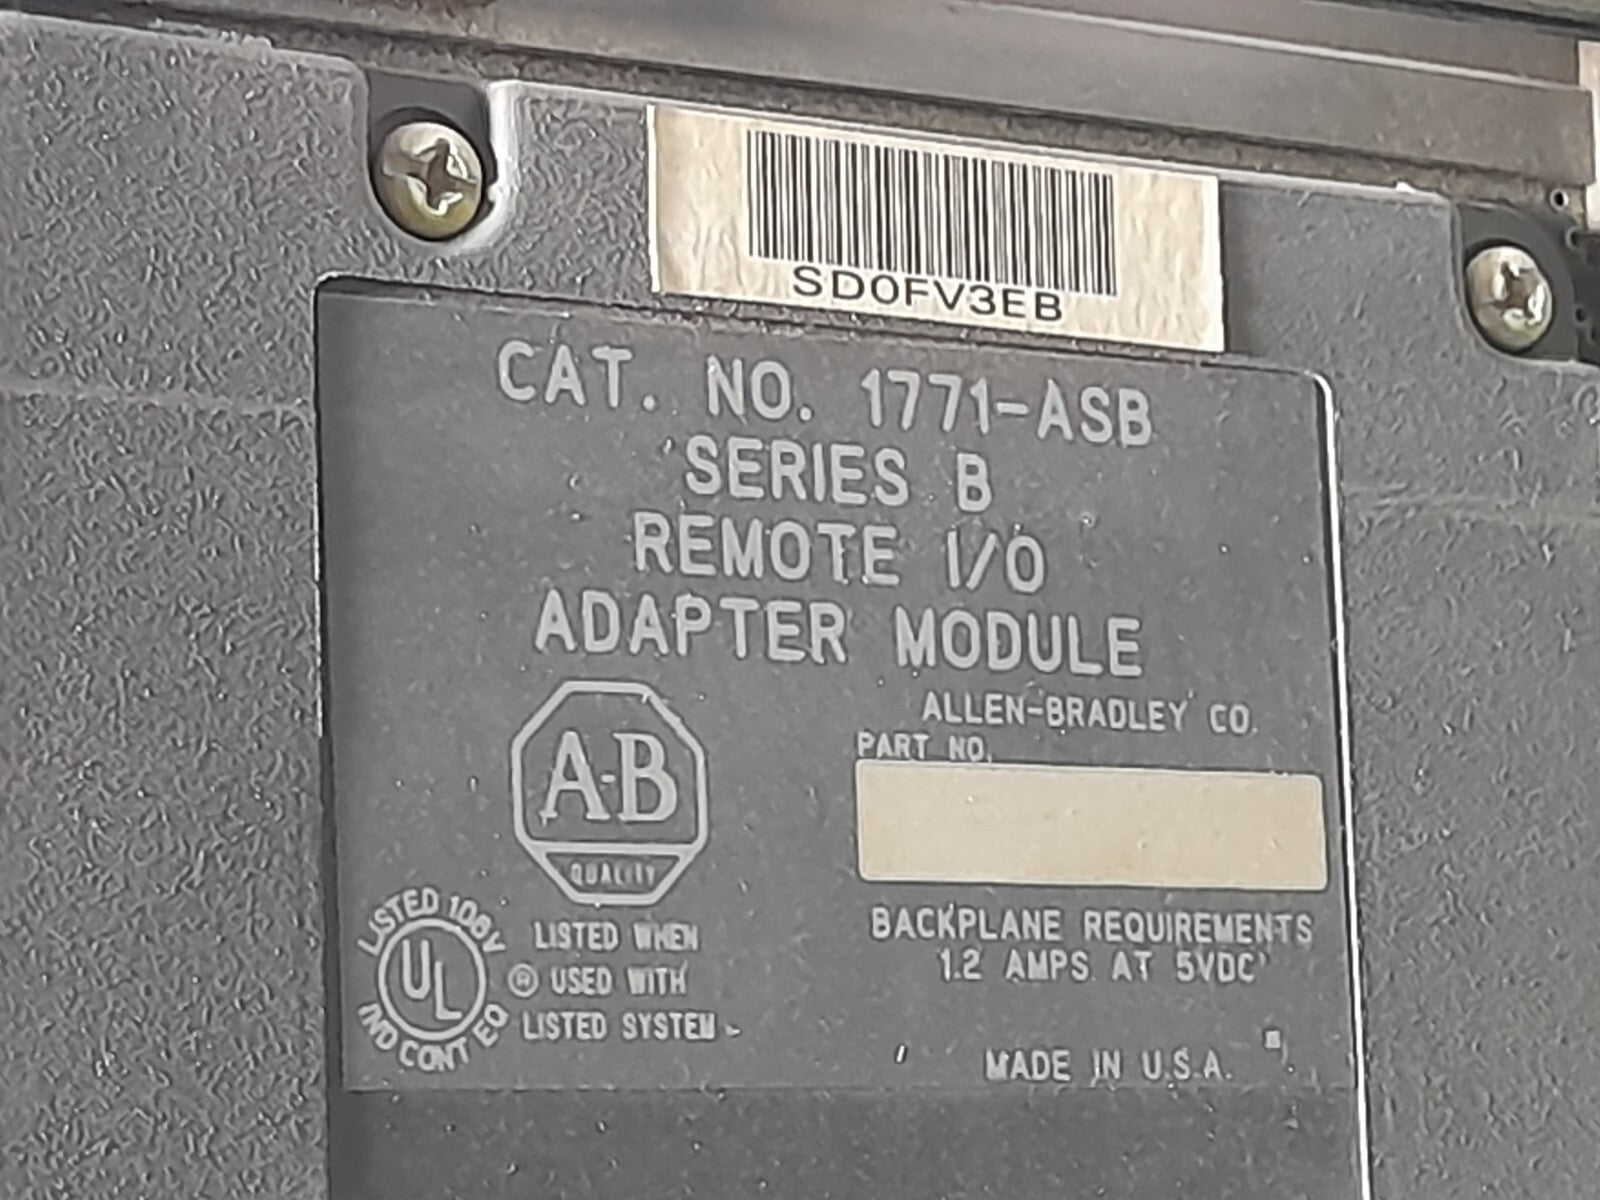 SD0FV3EB
CAT. NO. 1771-ASB
SERIES B
REMOTE I/O
ADAPTER MODULE
ALLEN-BRADLEY CO.
PART NO.
A-B
QUALITY
BACKPLANE REQUIREMENTS
1.2 AMPS AT 5VDC
LISTED 106Y
UL
IND CONT EQ
LISTED WHEN
® USED WITH
LISTED SYSTEM
MADE IN U.S.A.